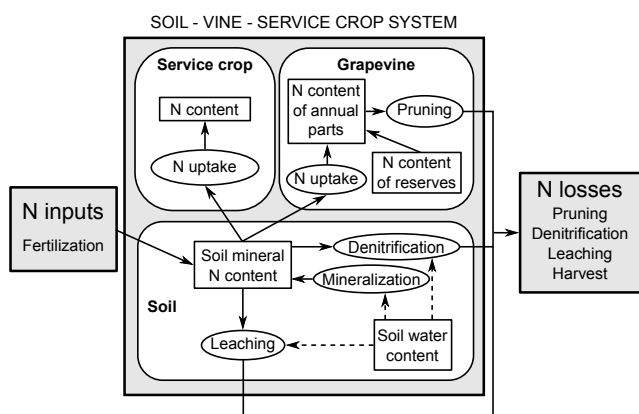 SOIL - VINE - SERVICE CROP SYSTEM
Service crop
N content
N uptake
Grapevine
N content
of annual
parts
Pruning
N uptake
N content
of reserves
N inputs
Fertilization
N losses
Pruning
Denitrification
Leaching
Harvest
Soil mineral
N content
Denitrification
Mineralization
Soil
Leaching
Soil water
content